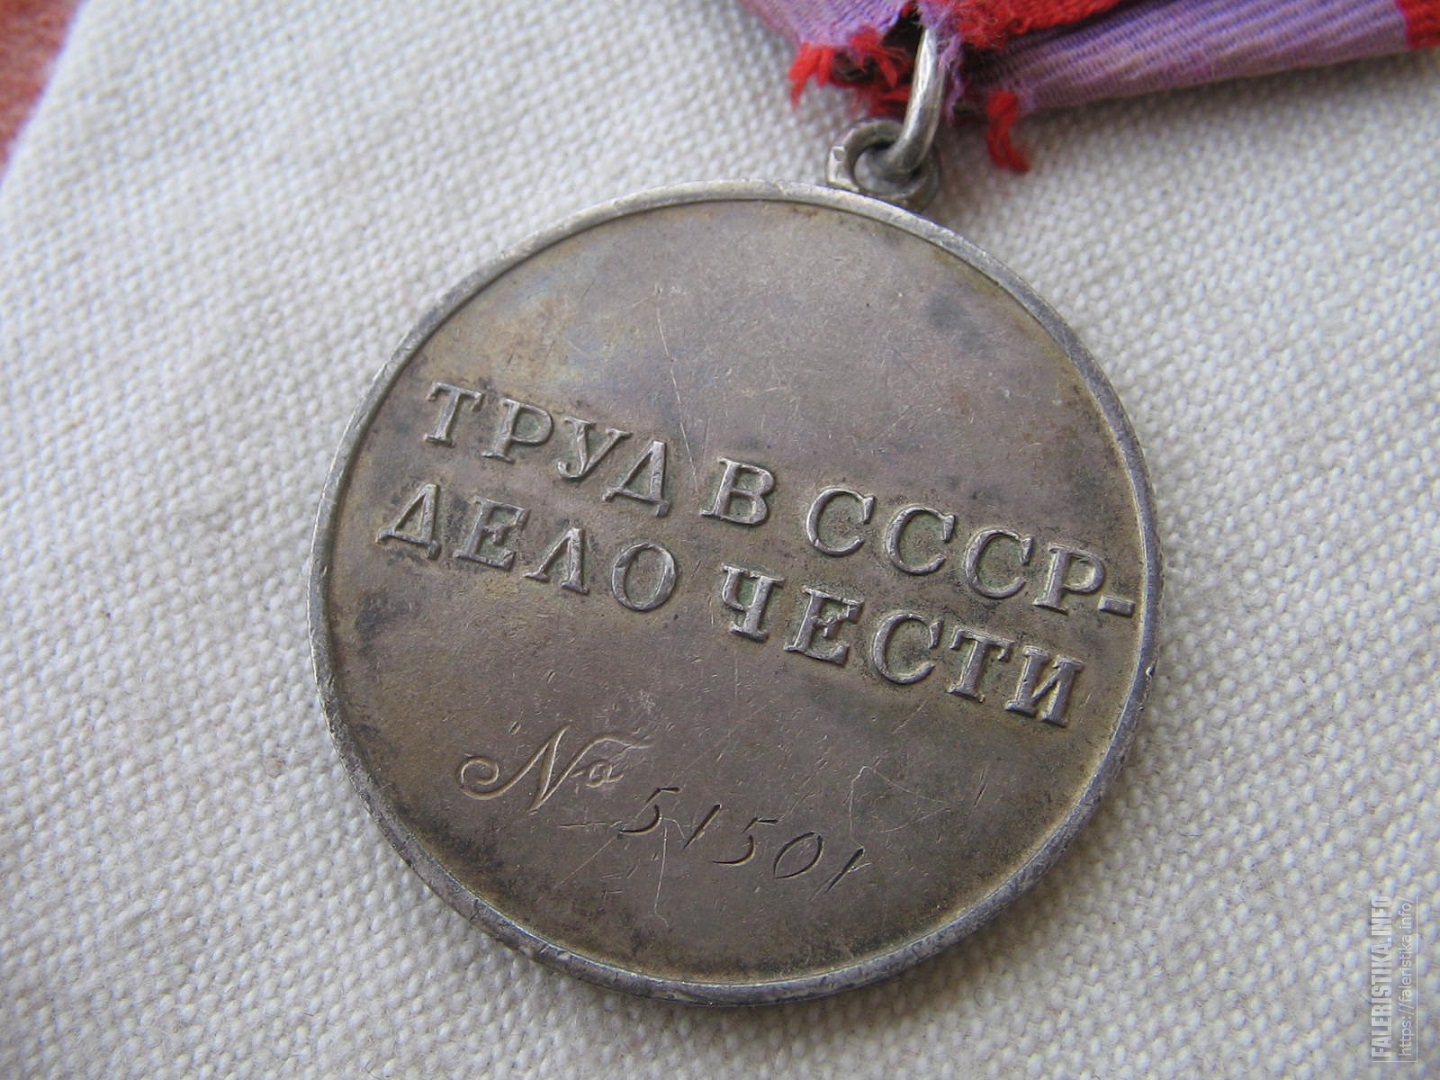 ТРУД В СССР-
ДЕЛО ЧЕСТИ
№ 51501
FALERISTIKA.INFO
https://faleristika.info/